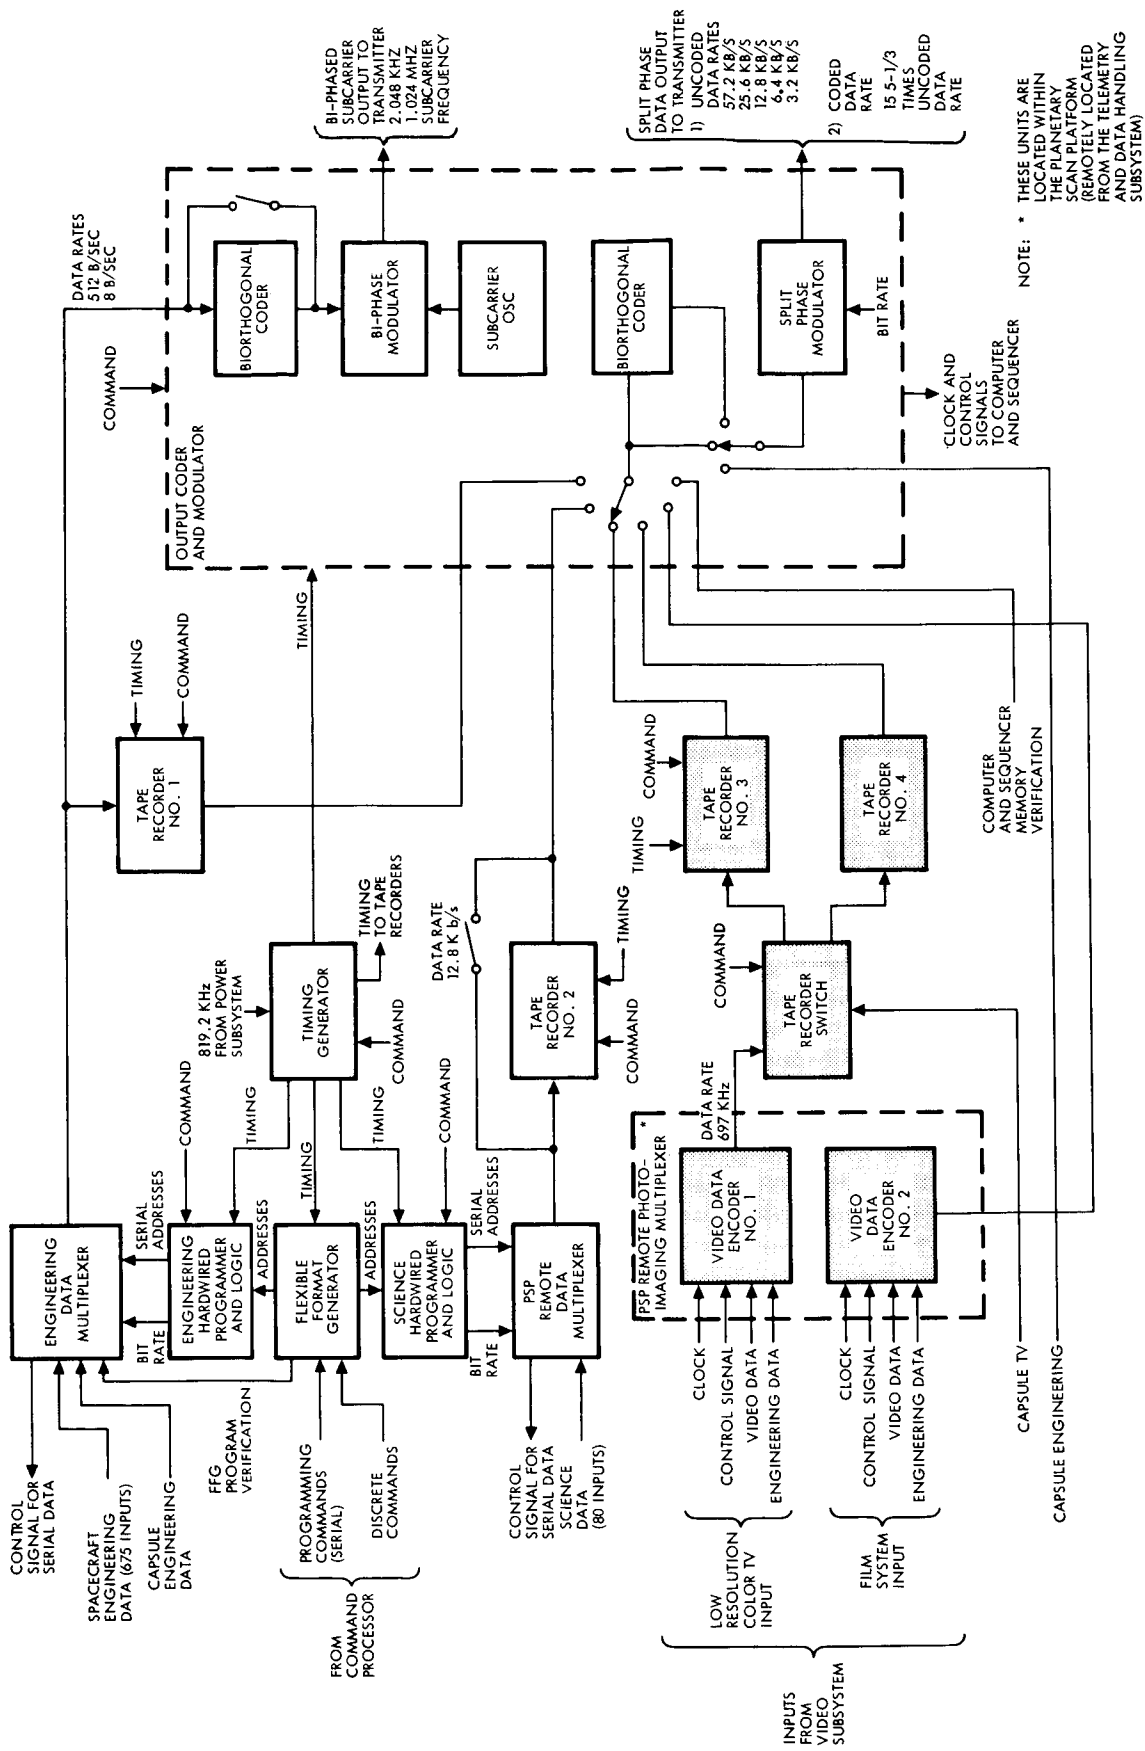 CONTROL
SIGNAL FOR
SERIAL DATA
SPACECRAFT
ENGINEERING
DATA (675 INPUTS)
CAPSULE
ENGINEERING
DATA
ENGINEERING
DATA
MULTIPLEXER
BIT
RATE
SERIAL
ADDRESSES
FFG
PROGRAM
VERIFICATION
ENGINEERING
HARDWIRED
PROGRAMMER
AND LOGIC
COMMAND
TIMING
ADDRESSES
FROM
COMMAND
PROCESSOR
PROGRAMMING
COMMANDS
(SERIAL)
DISCRETE
COMMANDS
FLEXIBLE
FORMAT
GENERATOR
TIMING
ADDRESSES
TIMING
SCIENCE
HARDWIRED
PROGRAMMER
AND LOGIC
COMMAND
BIT
RATE
SERIAL
ADDRESSES
CONTROL
SIGNAL FOR
SERIAL DATA
SCIENCE
DATA
(80 INPUTS)
PSP
REMOTE
DATA
MULTIPLEXER
819.2 KHz
FROM POWER
SUBSYSTEM
TIMING
GENERATOR
COMMAND
TIMING
TO TAPE
RECORDERS
TIMING
TAPE
RECORDER
NO. 1
TIMING
COMMAND
DATA RATE
12.8 K b/s
TAPE
RECORDER
NO. 2
COMMAND
TIMING
INPUTS
FROM
VIDEO
SUBSYSTEM
LOW
RESOLUTION
COLOR TV
INPUT
CLOCK
CONTROL SIGNAL
VIDEO DATA
ENGINEERING DATA
FILM
SYSTEM
INPUT
CLOCK
CONTROL SIGNAL
VIDEO DATA
ENGINEERING DATA
PSP REMOTE PHOTO- *
IMAGING MULTIPLEXER
VIDEO DATA
ENCODER
NO. 1
VIDEO
DATA
ENCODER
NO. 2
DATA RATE
697 KHz
COMMAND
TAPE
RECORDER
SWITCH
TIMING
COMMAND
TAPE
RECORDER
NO. 3
TAPE
RECORDER
NO. 4
CAPSULE TV
CAPSULE ENGINEERING
COMPUTER
AND SEQUENCER
MEMORY
VERIFICATION
COMMAND
DATA RATES
512 B/SEC
8 B/SEC
OUTPUT CODER
AND MODULATOR
BIORTHOGONAL
CODER
BI-PHASE
MODULATOR
SUBCARRIER
OSC
BIORTHOGONAL
CODER
SPLIT
PHASE
MODULATOR
BIT RATE
CLOCK AND
CONTROL
SIGNALS
TO COMPUTER
AND SEQUENCER
BI-PHASED
SUBCARRIER
OUTPUT TO
TRANSMITTER
2.048 KHZ
1.024 MHZ
SUBCARRIER
FREQUENCY
SPLIT PHASE
DATA OUTPUT
TO TRANSMITTER
1) UNCODED
DATA RATES
57.2 KB/S
25.6 KB/S
12.8 KB/S
6.4 KB/S
3.2 KB/S
2) CODED
DATA
RATE
15 5-1/3
TIMES
UNCODED
DATA
RATE
NOTE: * THESE UNITS ARE
LOCATED WITHIN
THE PLANETARY
SCAN PLATFORM
(REMOTELY LOCATED
FROM THE TELEMETRY
AND DATA HANDLING
SUBSYSTEM)